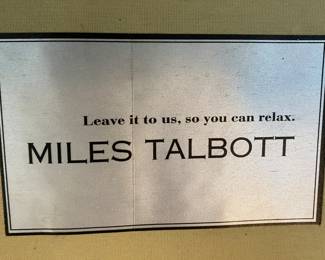 Leave it to us, so you can relax.
MILES TALBOTT